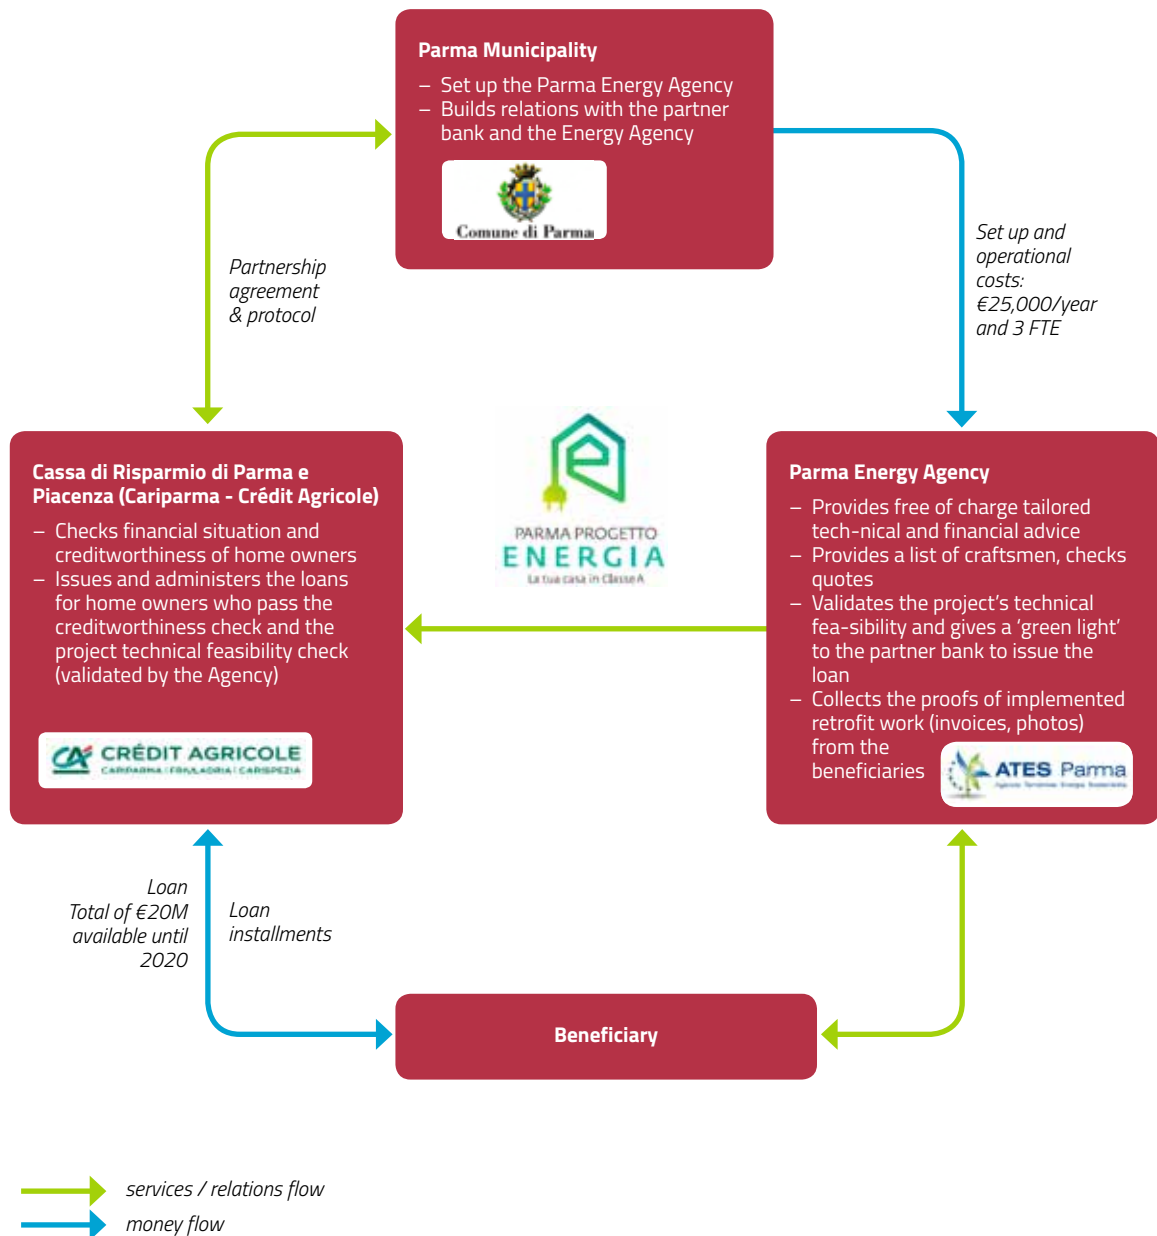 Parma Municipality
– Set up the Parma Energy Agency
– Builds relations with the partner
bank and the Energy Agency
Comune di Parma
Partnership
agreement
& protocol
Set up and
operational
costs:
€25,000/year
and 3 FTE
Cassa di Risparmio di Parma e
Piacenza (Cariparma - Crédit Agricole)
– Checks financial situation and
creditworthiness of home owners
– Issues and administers the loans
for home owners who pass the
creditworthiness check and the
project technical feasibility check
(validated by the Agency)
CRÉDIT AGRICOLE
CARIPARMA | FRIULADRIA | CARISPEZIA
PARMA PROGETTO
ENERGIA
La tua casa in Classe A
Parma Energy Agency
– Provides free of charge tailored
tech-nical and financial advice
– Provides a list of craftsmen, checks
quotes
– Validates the project’s technical
fea-sibility and gives a ‘green light’
to the partner bank to issue the
loan
– Collects the proofs of implemented
retrofit work (invoices, photos)
from the
beneficiaries
ATES Parma
Loan
Total of €20M
available until
2020
Loan
installments
Beneficiary
services / relations flow
money flow